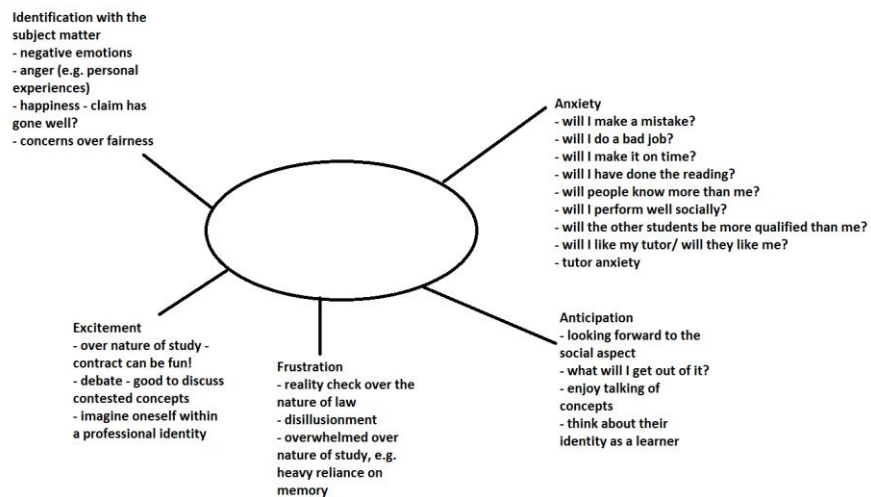 Identification with the
subject matter
- negative emotions
- anger (e.g. personal
experiences)
- happiness - claim has
gone well?
- concerns over fairness
Anxiety
- will I make a mistake?
- will I do a bad job?
- will I make it on time?
- will I have done the reading?
- will people know more than me?
- will I perform well socially?
- will the other students be more qualified than me?
- will I like my tutor/ will they like me?
- tutor anxiety
Excitement
- over nature of study -
contract can be fun!
- debate - good to discuss
contested concepts
- imagine oneself within
a professional identity
Frustration
- reality check over the
nature of law
- disillusionment
- overwhelmed over
nature of study, e.g.
heavy reliance on
memory
Anticipation
- looking forward to the
social aspect
- what will I get out of it?
- enjoy talking of
concepts
- think about their
identity as a learner